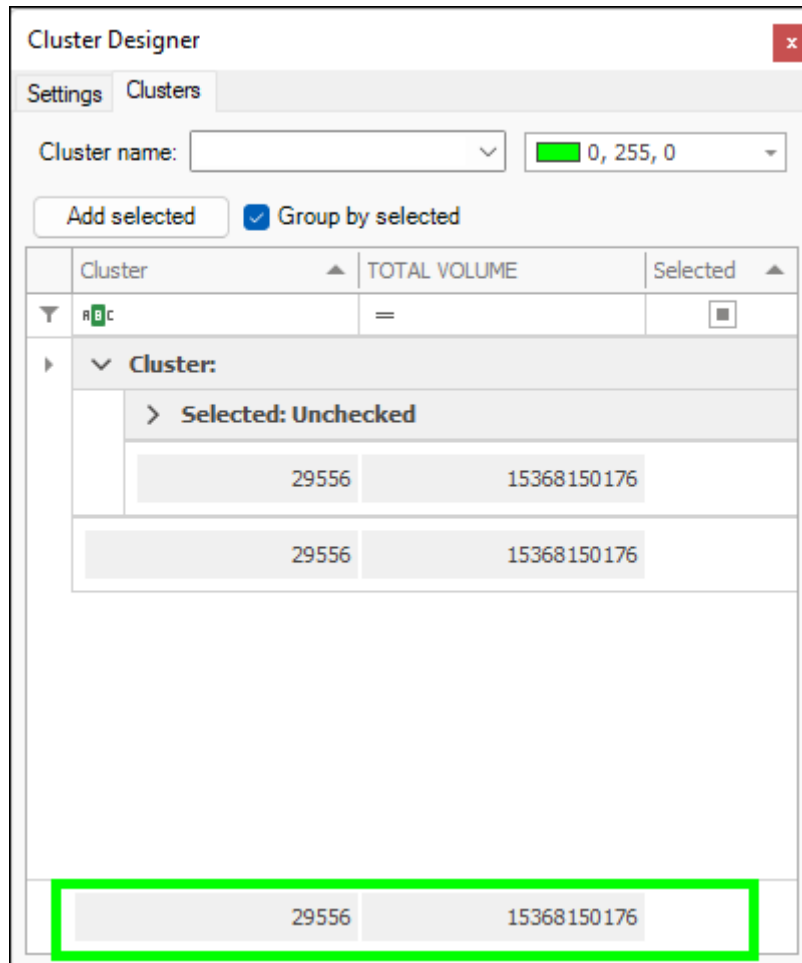 Cluster Designer
x
Settings Clusters
Cluster name: 0, 255, 0
Add selected Group by selected
Cluster TOTAL VOLUME Selected
ABC =
Cluster:
Selected: Unchecked
29556 15368150176
29556 15368150176
29556 15368150176